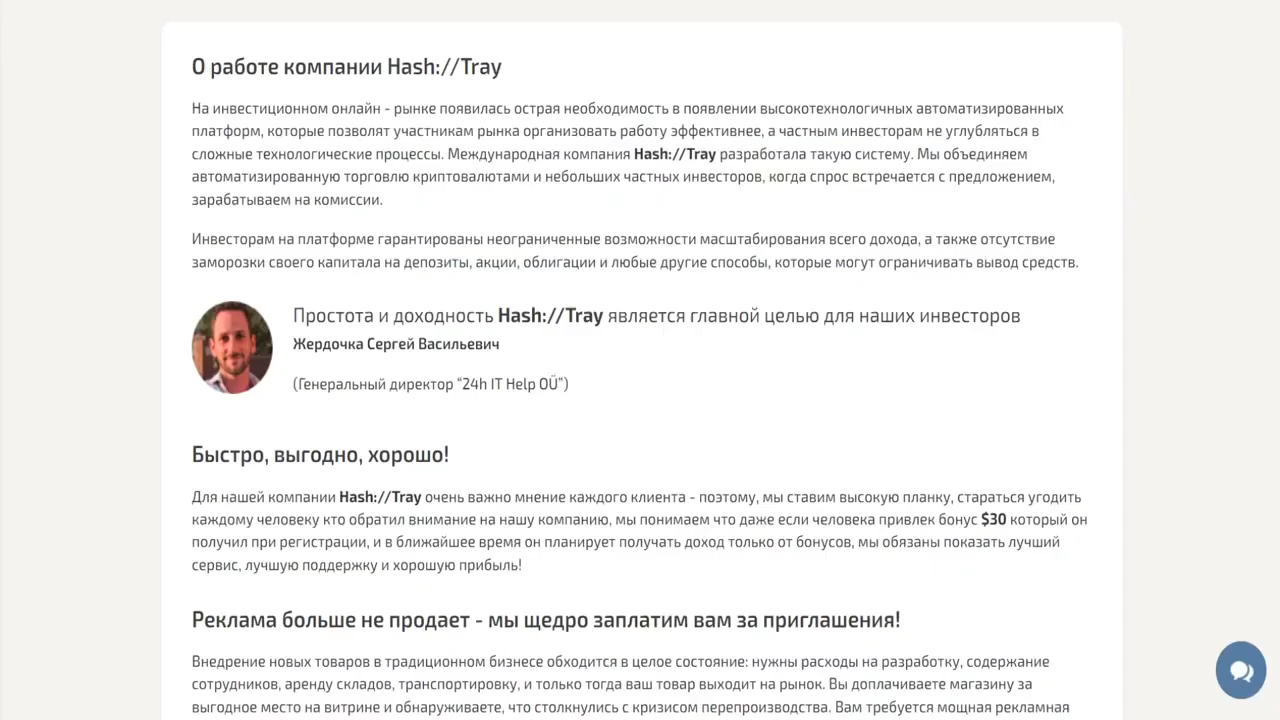 О работе компании Hash://Tray
На инвестиционном онлайн - рынке появилась острая необходимость в появлении высокотехнологичных автоматизированных
платформ, которые позволят участникам рынка организовать работу эффективнее, а частным инвесторам не углубляться в
сложные технологические процессы. Международная компания Hash://Tray разработала такую систему. Мы объединяем
автоматизированную торговлю криптовалютами и небольших частных инвесторов, когда спрос встречается с предложением,
зарабатываем на комиссии.
Инвесторам на платформе гарантированы неограниченные возможности масштабирования всего дохода, а также отсутствие
заморозки своего капитала на депозиты, акции, облигации и любые другие способы, которые могут ограничивать вывод средств.
Простота и доходность Hash://Tray является главной целью для наших инвесторов
Жердочка Сергей Васильевич
(Генеральный директор “24h IT Help OÜ”)
Быстро, выгодно, хорошо!
Для нашей компании Hash://Tray очень важно мнение каждого клиента - поэтому, мы ставим высокую планку, стараться угодить
каждому человеку кто обратил внимание на нашу компанию, мы понимаем что даже если человека привлек бонус $30 который он
получил при регистрации, и в ближайшее время он планирует получать доход только от бонусов, мы обязаны показать лучший
сервис, лучшую поддержку и хорошую прибыль!
Реклама больше не продает - мы щедро заплатим вам за приглашения!
Внедрение новых товаров в традиционном бизнесе обходится в целое состояние: нужны расходы на разработку, содержание
сотрудников, аренду складов, транспортировку, и только тогда ваш товар выходит на рынок. Вы доплачиваете магазину за
выгодное место на витрине и обнаруживаете, что столкнулись с кризисом перепроизводства. Вам требуется мощная рекламная